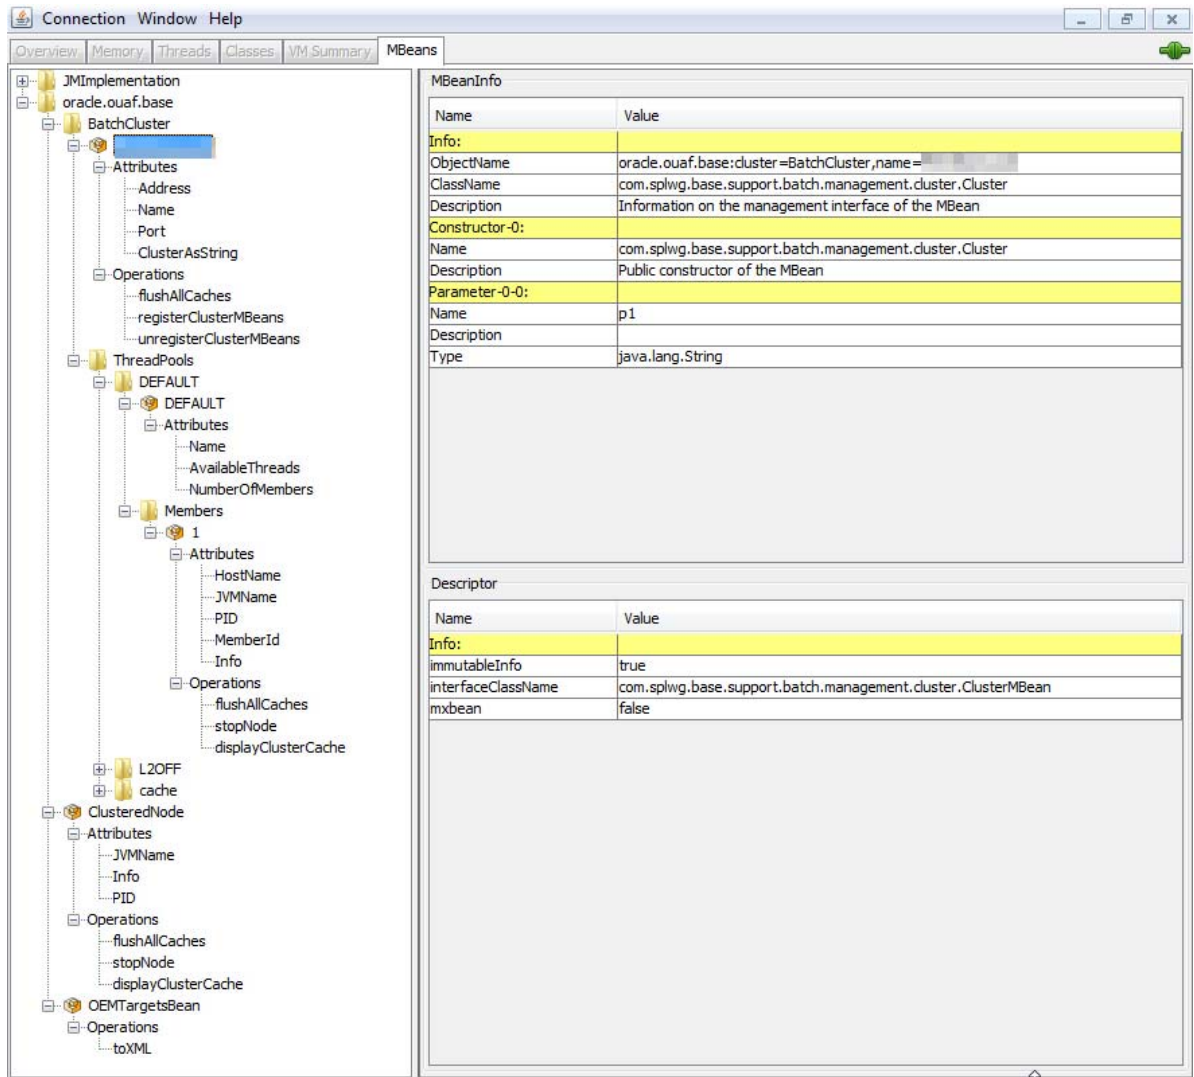 Connection Window Help
Overview Memory Threads Classes VM Summary MBeans
JMImplementation
oracle.ouaf.base
BatchCluster
Attributes
Address
Name
Port
ClusterAsString
Operations
flushAllCaches
registerClusterMBeans
unregisterClusterMBeans
ThreadPools
DEFAULT
DEFAULT
Attributes
Name
AvailableThreads
NumberOfMembers
Members
1
Attributes
HostName
JVMName
PID
MemberId
Info
Operations
flushAllCaches
stopNode
displayClusterCache
L2OFF
cache
ClusteredNode
Attributes
JVMName
Info
PID
Operations
flushAllCaches
stopNode
displayClusterCache
OEMTargetsBean
Operations
toXML
MBeanInfo
Name Value
Info:
ObjectName oracle.ouaf.base:cluster=BatchCluster,name=
ClassName com.splwg.base.support.batch.management.cluster.Cluster
Description Information on the management interface of the MBean
Constructor-0:
Name com.splwg.base.support.batch.management.cluster.Cluster
Description Public constructor of the MBean
Parameter-0-0:
Name p1
Description
Type java.lang.String
Descriptor
Name Value
Info:
immutableInfo true
interfaceClassName com.splwg.base.support.batch.management.cluster.ClusterMBean
mxbean false